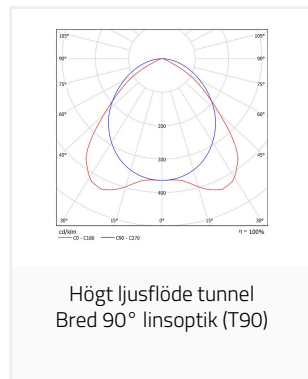 105° 105°
90° 90°
75° 75°
60° 60°
200
45° 45°
300
400
30° 15° 0° 15° 30°
cd/klm η = 100%
C0 - C180 C90 - C270
Högt ljusflöde tunnel
Bred 90° linsoptik (T90)